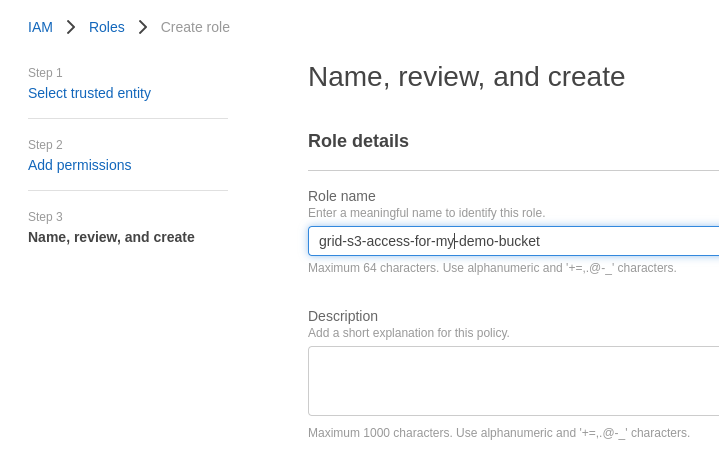 IAM > Roles > Create role
Step 1
Select trusted entity
Step 2
Add permissions
Step 3
Name, review, and create
Name, review, and create
Role details
Role name
Enter a meaningful name to identify this role.
grid-s3-access-for-my-demo-bucket
Maximum 64 characters. Use alphanumeric and '+=,.@-_' characters.
Description
Add a short explanation for this policy.
Maximum 1000 characters. Use alphanumeric and '+=,.@-_' characters.